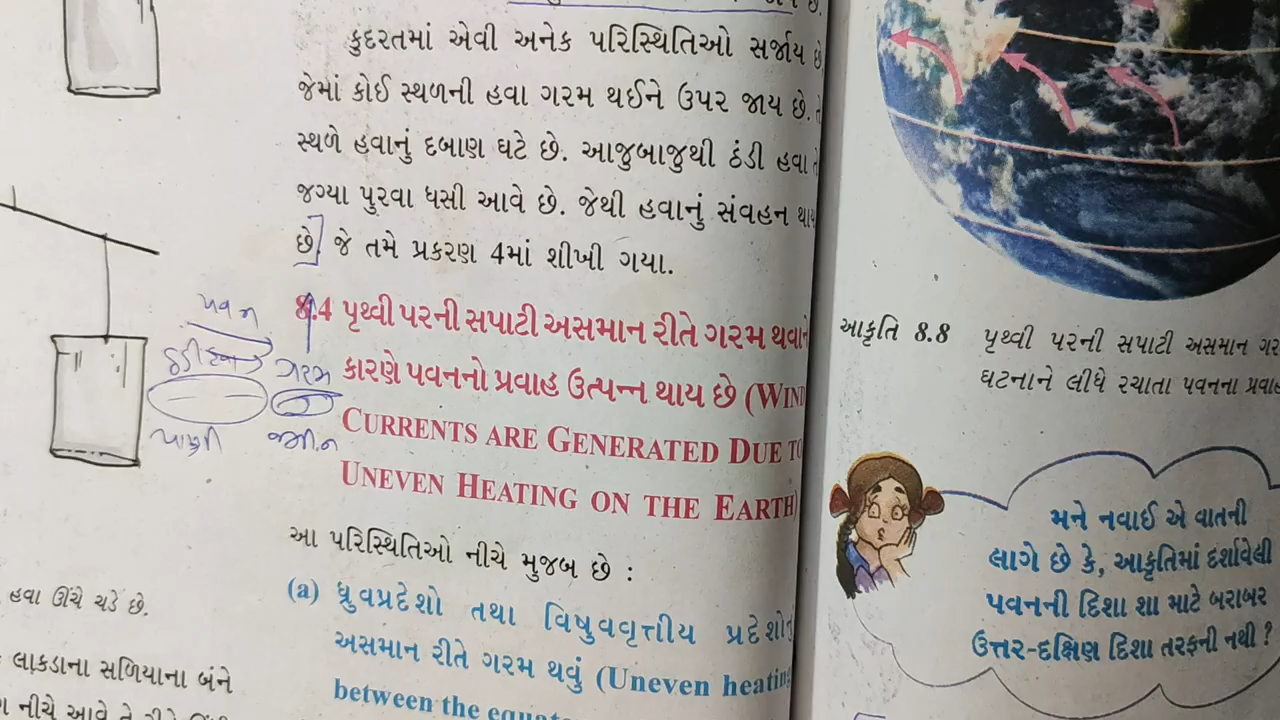 કુદરતમાં એવી અનેક પરિસ્થિતિઓ સર્જાય છે
જેમાં કોઈ સ્થળની હવા ગરમ થઈને ઉપર જાય છે.
સ્થળે હવાનું દબાણ ઘટે છે. આજુબાજુથી ઠંડી હવા
જગ્યા પુરવા ધસી આવે છે. જેથી હવાનું સંવહન થાય
છે. જે તમે પ્રકરણ 4માં શીખી ગયા.
8.4 પૃથ્વી પરની સપાટી અસમાન રીતે ગરમ થવાને
કારણે પવનનો પ્રવાહ ઉત્પન્ન થાય છે (WIND
CURRENTS ARE GENERATED DUE TO
UNEVEN HEATING ON THE EARTH)
આ પરિસ્થિતિઓ નીચે મુજબ છે :
(a) ધ્રુવપ્રદેશો તથા વિષુવવૃત્તીય પ્રદેશોનું
અસમાન રીતે ગરમ થવું (Uneven heating
between the
પવન
ઠંડી હવા
ગરમ
પાણી
જમીન
હવા ઊંચે ચડે છે.
લાકડાના સળિયાના બંને
નીચે આવે તે રીતે
આકૃતિ 8.8 પૃથ્વી પરની સપાટી અસમાન
ઘટનાને લીધે રચાતા પવનના
મને નવાઈ એ વાતની
લાગે છે કે, આકૃતિમાં દર્શાવેલી
પવનની દિશા શા માટે બરાબર
ઉત્તર-દક્ષિણ દિશા તરફની નથી ?